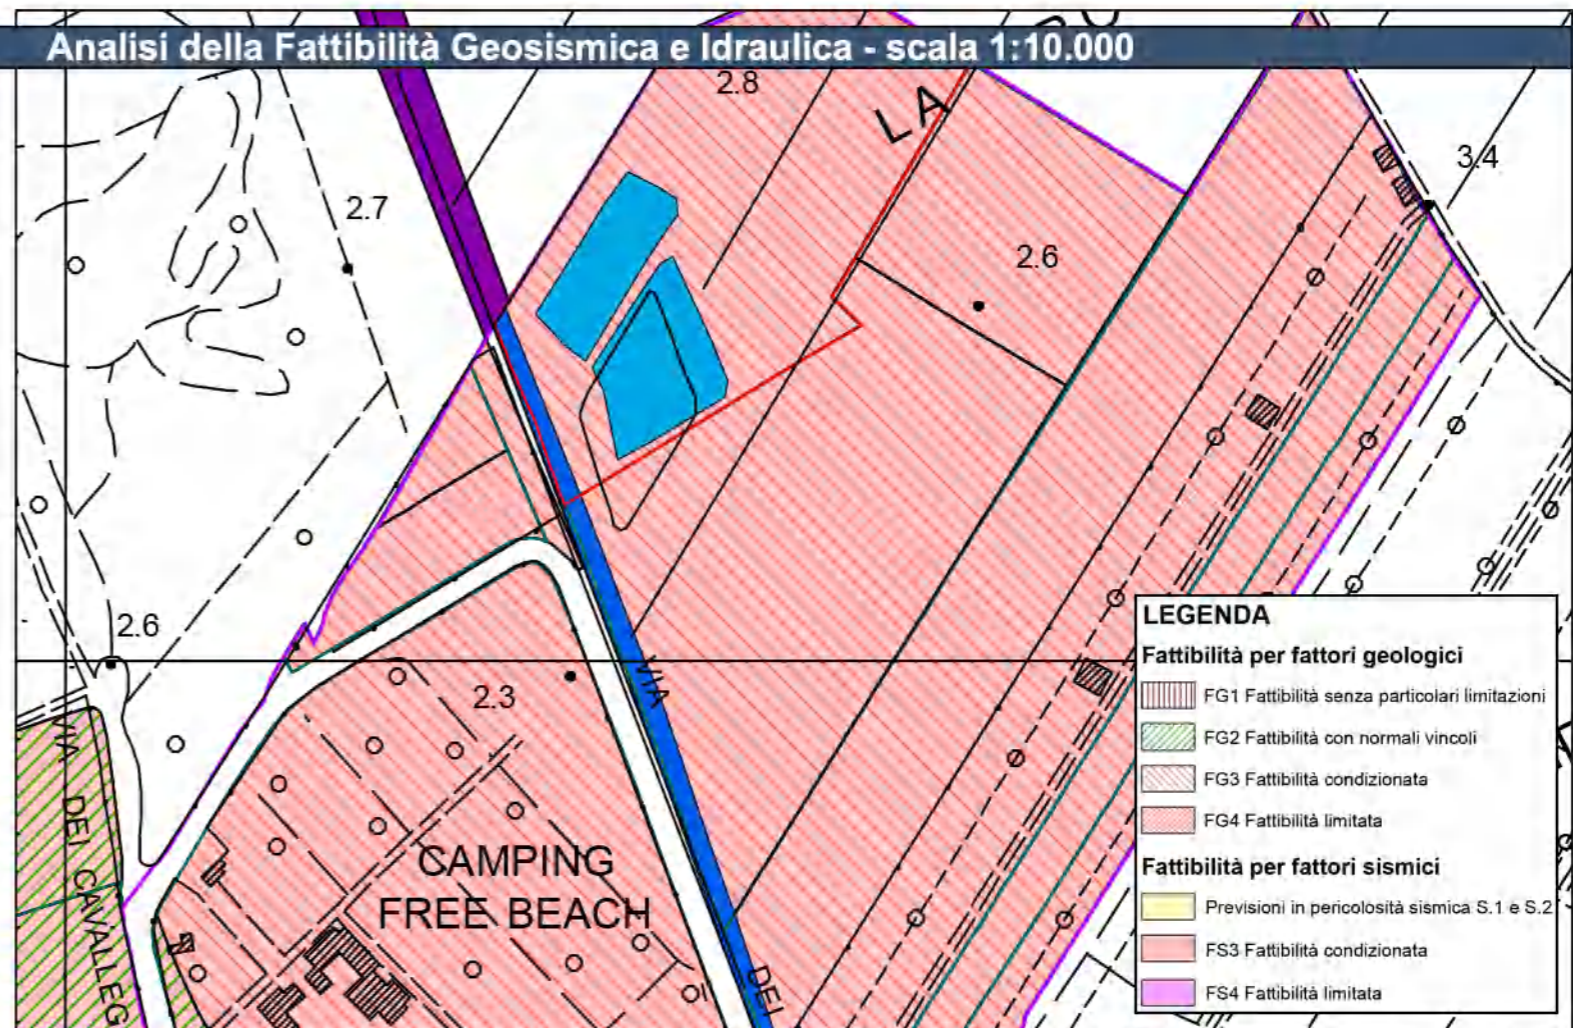 Analisi della Fattibilità Geosismica e Idraulica - scala 1:10.000
2.8
LA
2.7
2.6
3.4
2.6
2.3
VIA
VIA
DEI
CAMPING
FREE BEACH
DEI
LEGENDA
Fattibilità per fattori geologici
FG1 Fattibilità senza particolari limitazioni
FG2 Fattibilità con normali vincoli
FG3 Fattibilità condizionata
FG4 Fattibilità limitata
Fattibilità per fattori sismici
Previsioni in pericolosità sismica S.1 e S.2
FS3 Fattibilità condizionata
FS4 Fattibilità limitata